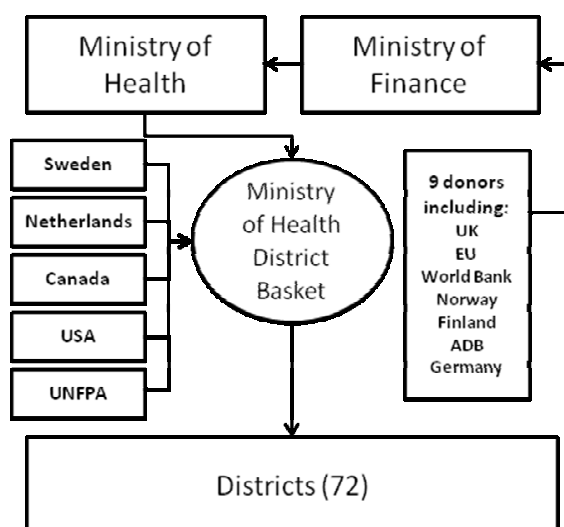 Ministry of
Health
Ministry of
Finance
Sweden
Netherlands
Canada
USA
UNFPA
Ministry
of Health
District
Basket
9 donors
including:
UK
EU
World Bank
Norway
Finland
ADB
Germany
Districts (72)